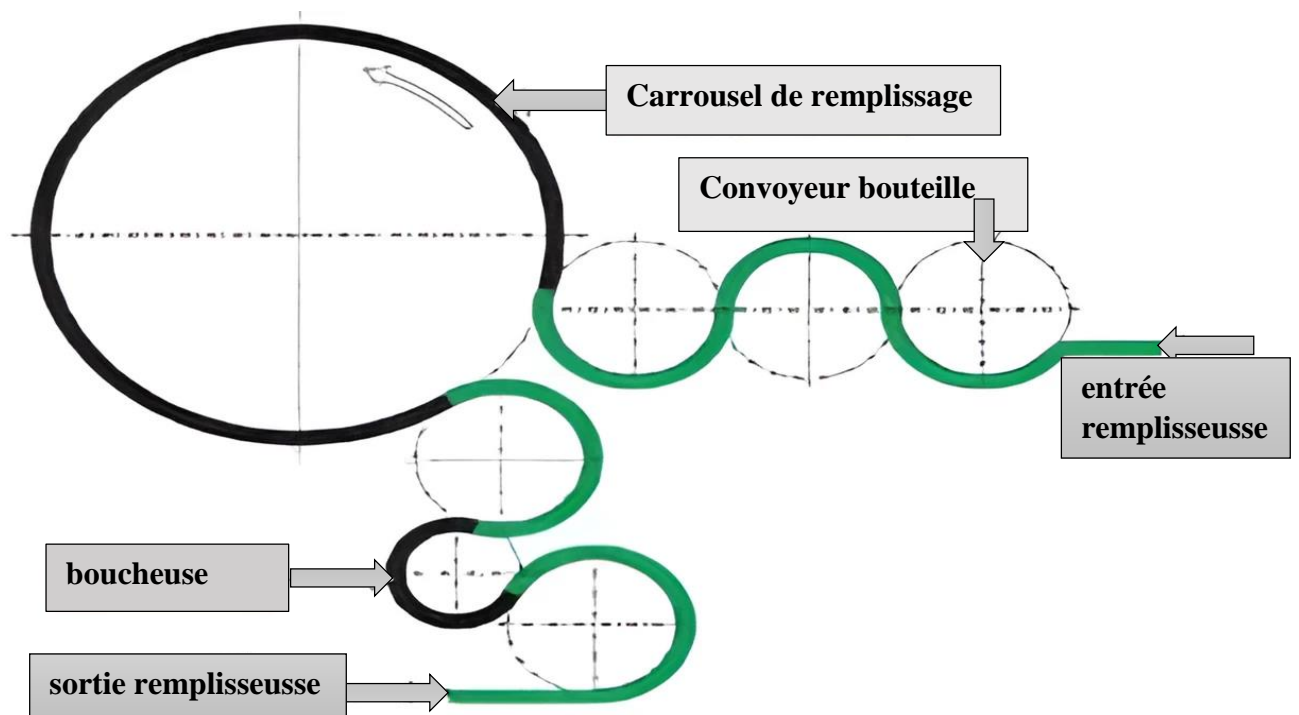 Carrousel de remplissage
Convoyeur bouteille
entrée
remplisseusse
boucheuse
sortie remplisseusse